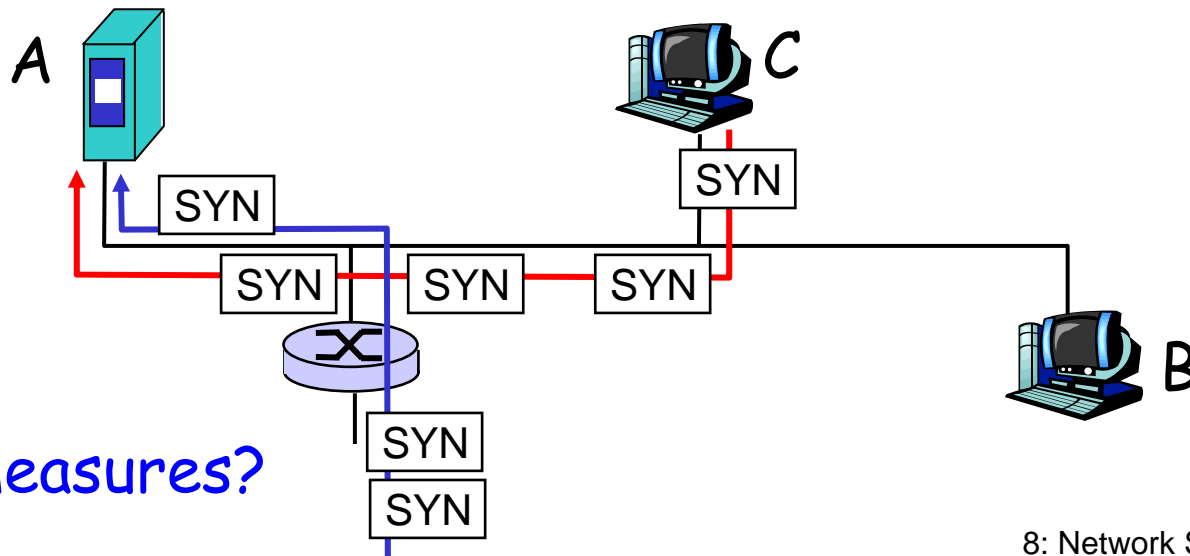 A
C
SYN
SYN
SYN
SYN
SYN
B
SYN
easures?
SYN
8: Network S